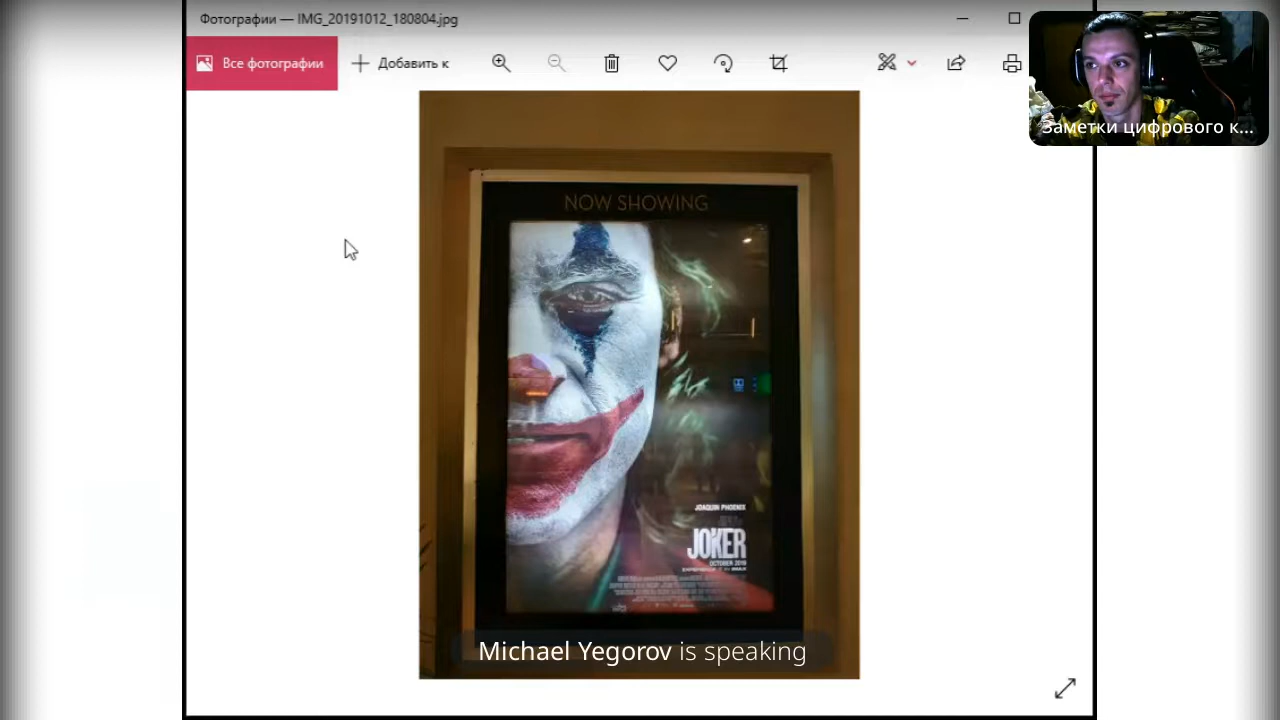 Фотографии — IMG_20191012_180804.jpg
Все фотографии
Добавить к
Заметки цифрового к...
NOW SHOWING
JOAQUIN PHOENIX
JOKER
OCTOBER 2019
Michael Yegorov is speaking